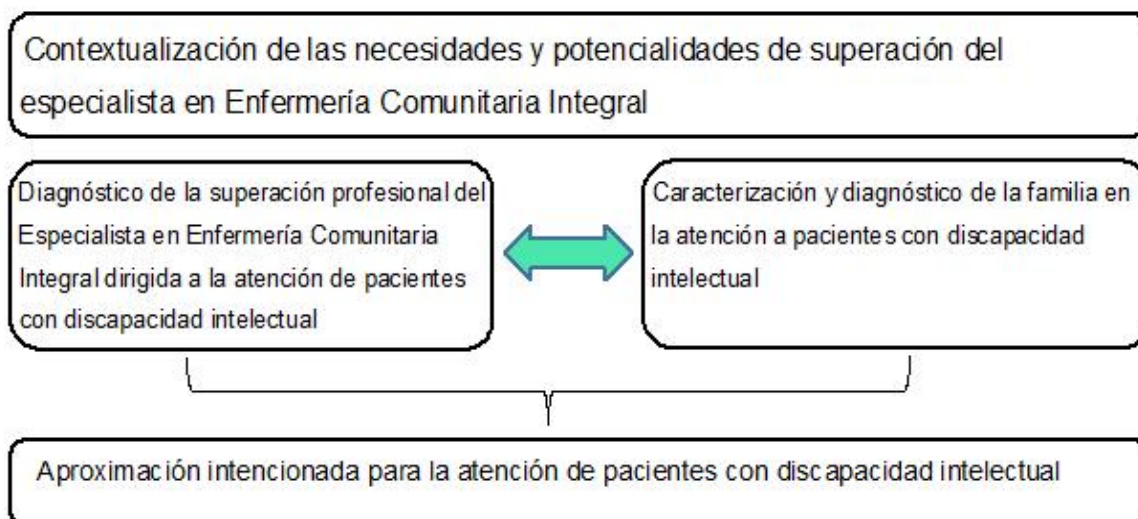 Contextualización de las necesidades y potencialidades de superación del
especialista en Enfermería Comunitaria Integral
Diagnóstico de la superación profesional del
Especialista en Enfermería Comunitaria
Integral dirigida a la atención de pacientes
con discapacidad intelectual
Caracterización y diagnóstico de la familia en
la atención a pacientes con discapacidad
intelectual
Aproximación intencionada para la atención de pacientes con discapacidad intelectual